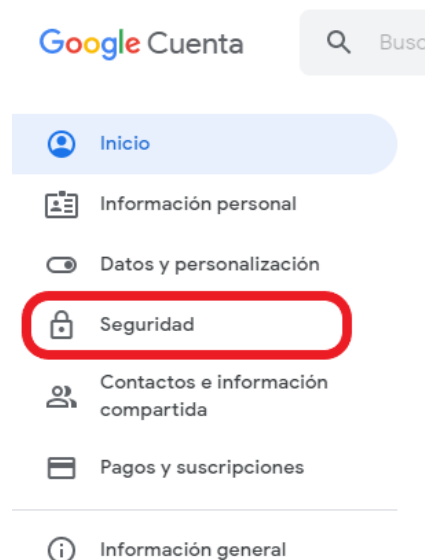 Google Cuenta
Inicio
Información personal
Datos y personalización
Seguridad
Contactos e información
compartida
Pagos y suscripciones
Información general